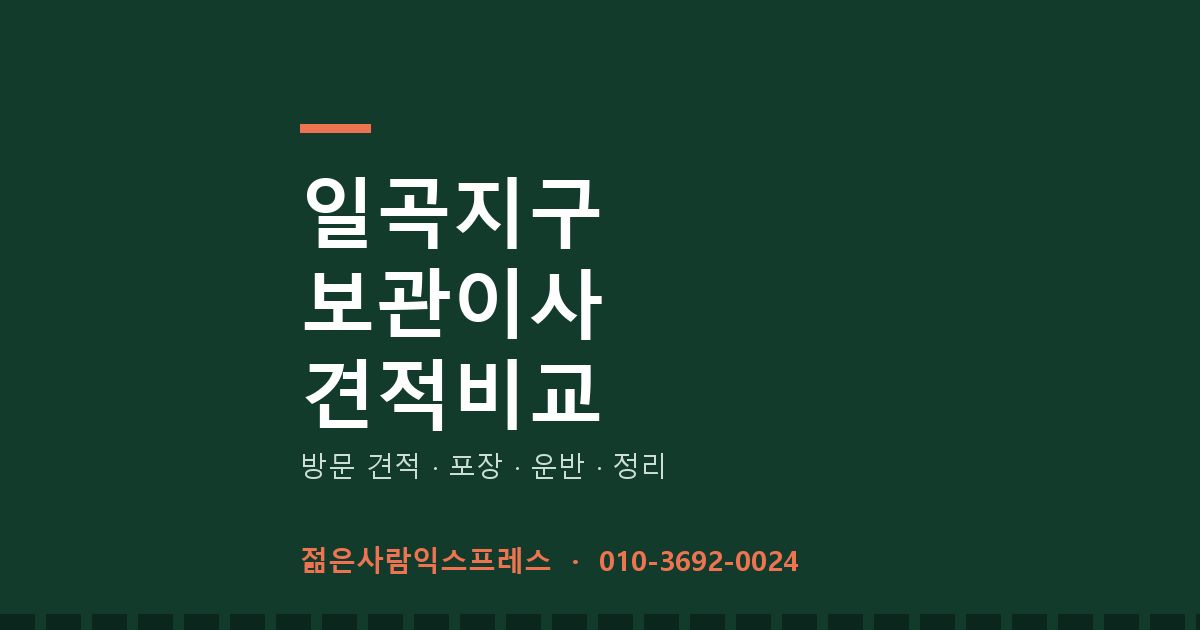 일곡지구
보관이사
견적비교
방문 견적 · 포장 · 운반 · 정리
젊은사람익스프레스 · 010-3692-0024